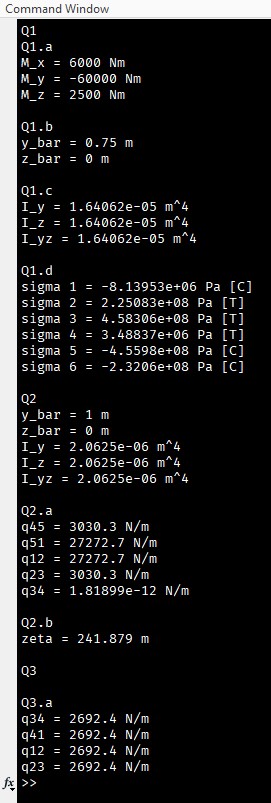 Command Window
Q1
Q1.a
M_x = 6000 Nm
M_y = -60000 Nm
M_z = 2500 Nm
Q1.b
y_bar = 0.75 m
z_bar = 0 m
Q1.c
I_y = 1.64062e-05 m^4
I_z = 1.64062e-05 m^4
I_yz = 1.64062e-05 m^4
Q1.d
sigma 1 = -8.13953e+06 Pa [C]
sigma 2 = 2.25083e+08 Pa [T]
sigma 3 = 4.58306e+08 Pa [T]
sigma 4 = 3.48837e+06 Pa [T]
sigma 5 = -4.5598e+08 Pa [C]
sigma 6 = -2.3206e+08 Pa [C]
Q2
y_bar = 1 m
z_bar = 0 m
I_y = 2.0625e-06 m^4
I_z = 2.0625e-06 m^4
I_yz = 2.0625e-06 m^4
Q2.a
q45 = 3030.3 N/m
q51 = 27272.7 N/m
q12 = 27272.7 N/m
q23 = 3030.3 N/m
q34 = 1.81899e-12 N/m
Q2.b
zeta = 241.879 m
Q3
Q3.a
q34 = 2692.4 N/m
q41 = 2692.4 N/m
q12 = 2692.4 N/m
q23 = 2692.4 N/m
fx >>